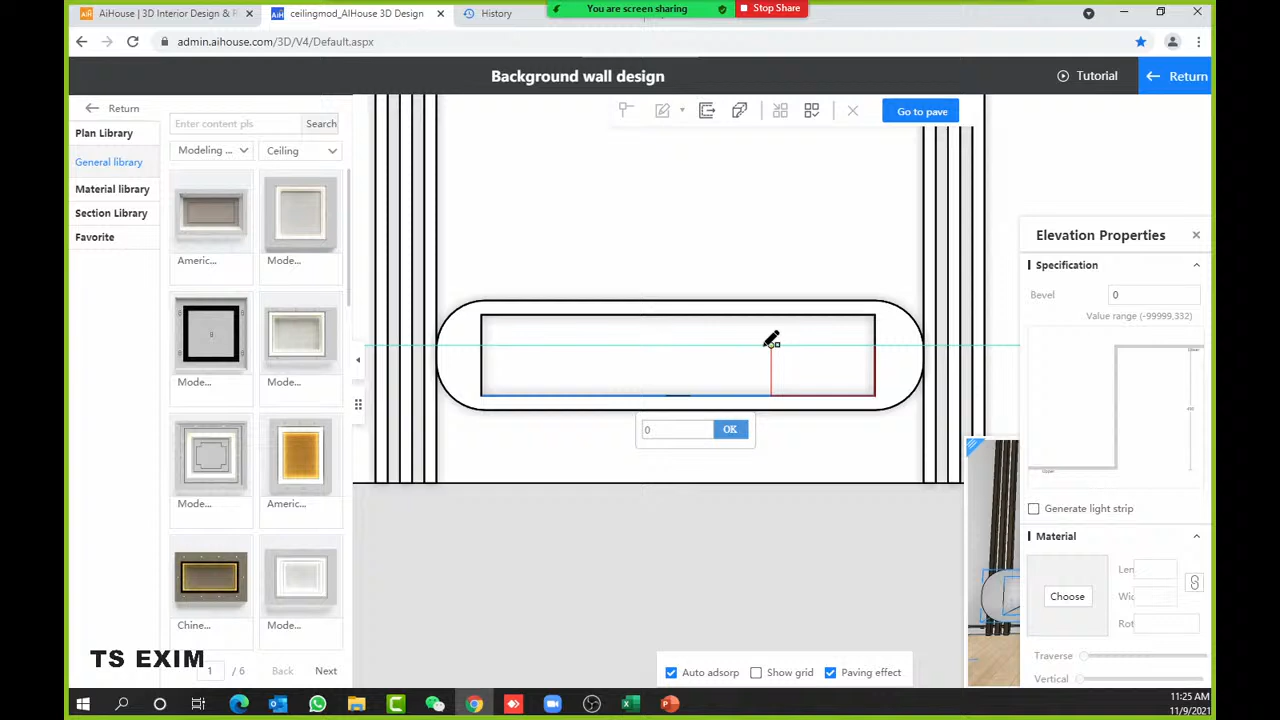 You are screen sharing
Stop Share
AiHouse | 3D Interior Design & F
ceilingmod_AIHouse 3D Design
History
admin.aihouse.com/3D/V4/Default.aspx
Background wall design
Tutorial
Return
Return
Plan Library
General library
Material library
Section Library
Favorite
Enter content pls
Search
Modeling ...
Ceiling
Go to pave
Americ...
Mode...
Mode...
Mode...
Mode...
Americ...
Chine...
Mode...
1
/ 6
Back
Next
0
OK
Auto adsorp
Show grid
Paving effect
Elevation Properties
Specification
Bevel
0
Value range (-99999,332)
Generate light strip
Material
Choose
Len
Wid
Rot
Traverse
Vertical
TS EXIM
11:25 AM
11/9/2021